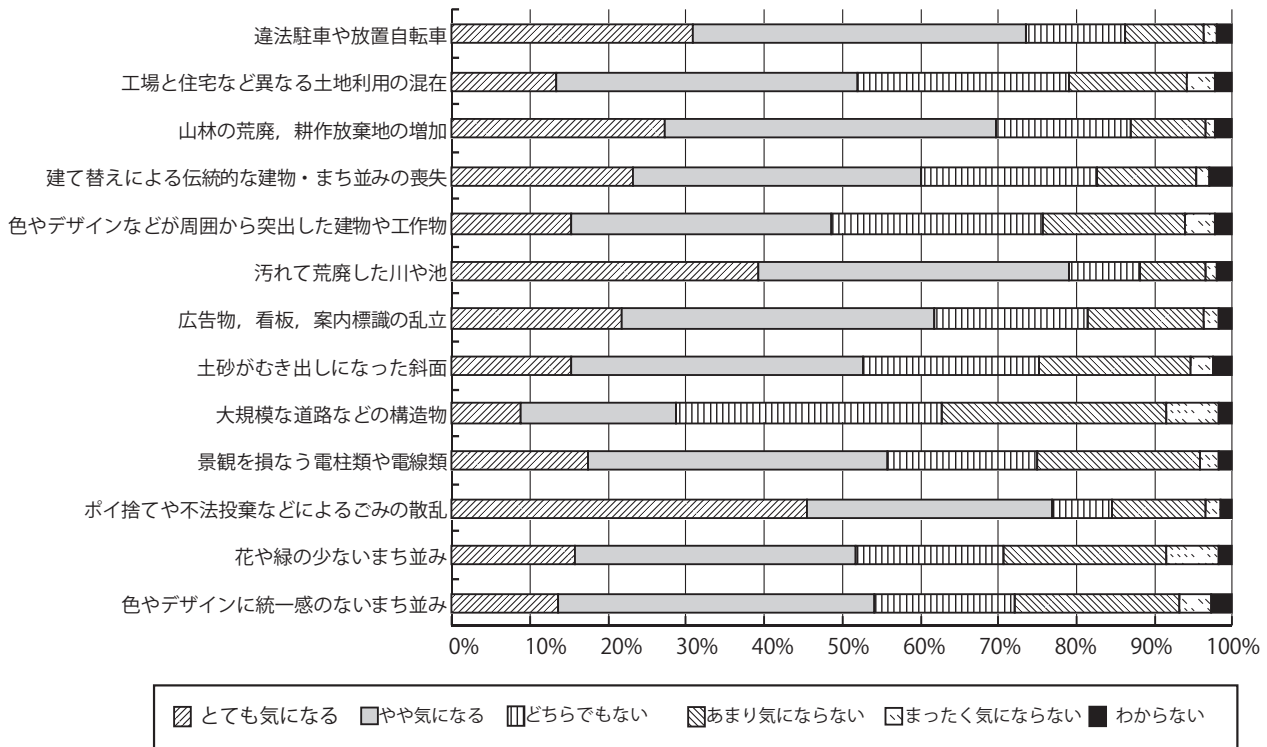 違法駐車や放置自転車
工場と住宅など異なる土地利用の混在
山林の荒廃，耕作放棄地の増加
建て替えによる伝統的な建物・まち並みの喪失
色やデザインなどが周囲から突出した建物や工作物
汚れて荒廃した川や池
広告物，看板，案内標識の乱立
土砂がむき出しになった斜面
大規模な道路などの構造物
景観を損なう電柱類や電線類
ポイ捨てや不法投棄などによるごみの散乱
花や緑の少ないまち並み
色やデザインに統一感のないまち並み
0% 10% 20% 30% 40% 50% 60% 70% 80% 90% 100%
とても気になる やや気になる どちらでもない あまり気にならない まったく気にならない わからない